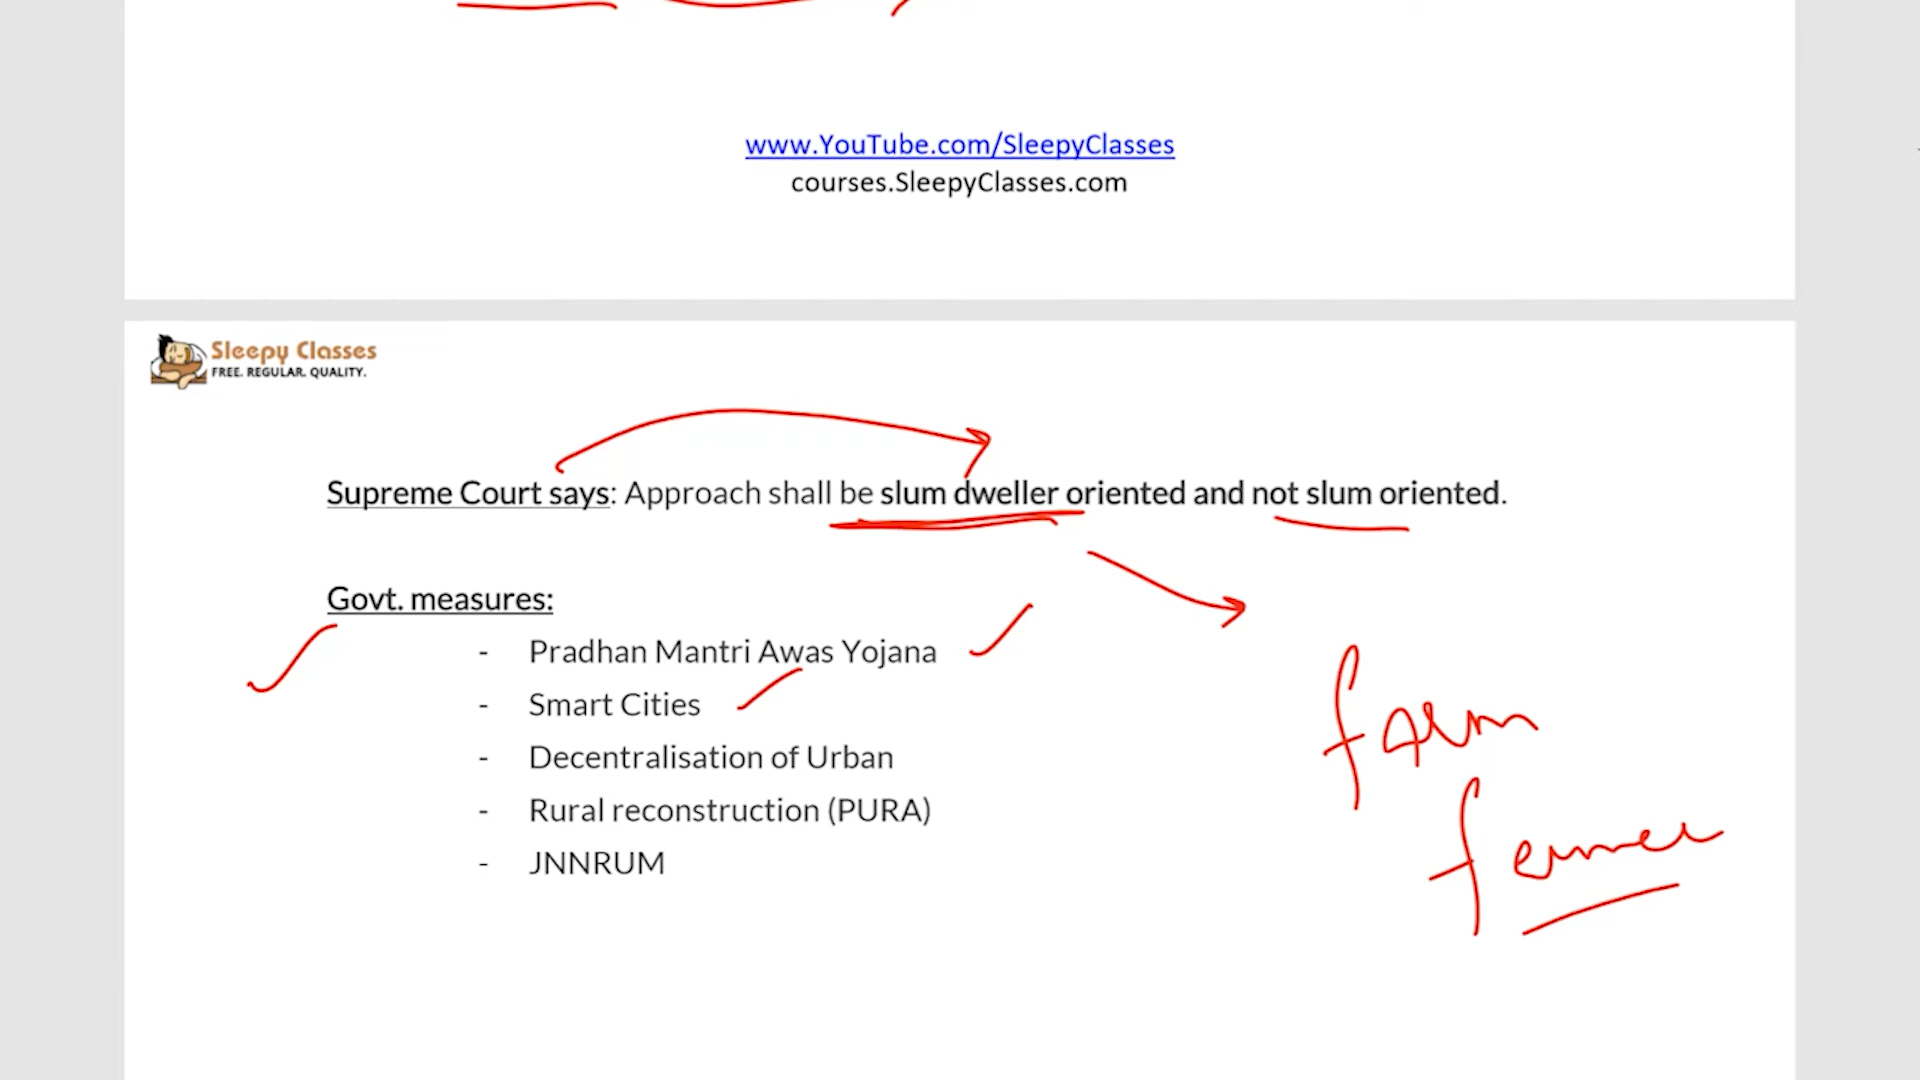 www.YouTube.com/SleepyClasses
courses.SleepyClasses.com
Sleepy Classes
FREE. REGULAR. QUALITY.
Supreme Court says: Approach shall be slum dweller oriented and not slum oriented.
Govt. measures:
- Pradhan Mantri Awas Yojana
- Smart Cities
- Decentralisation of Urban
- Rural reconstruction (PURA)
- JNNRUM
farm
farmer